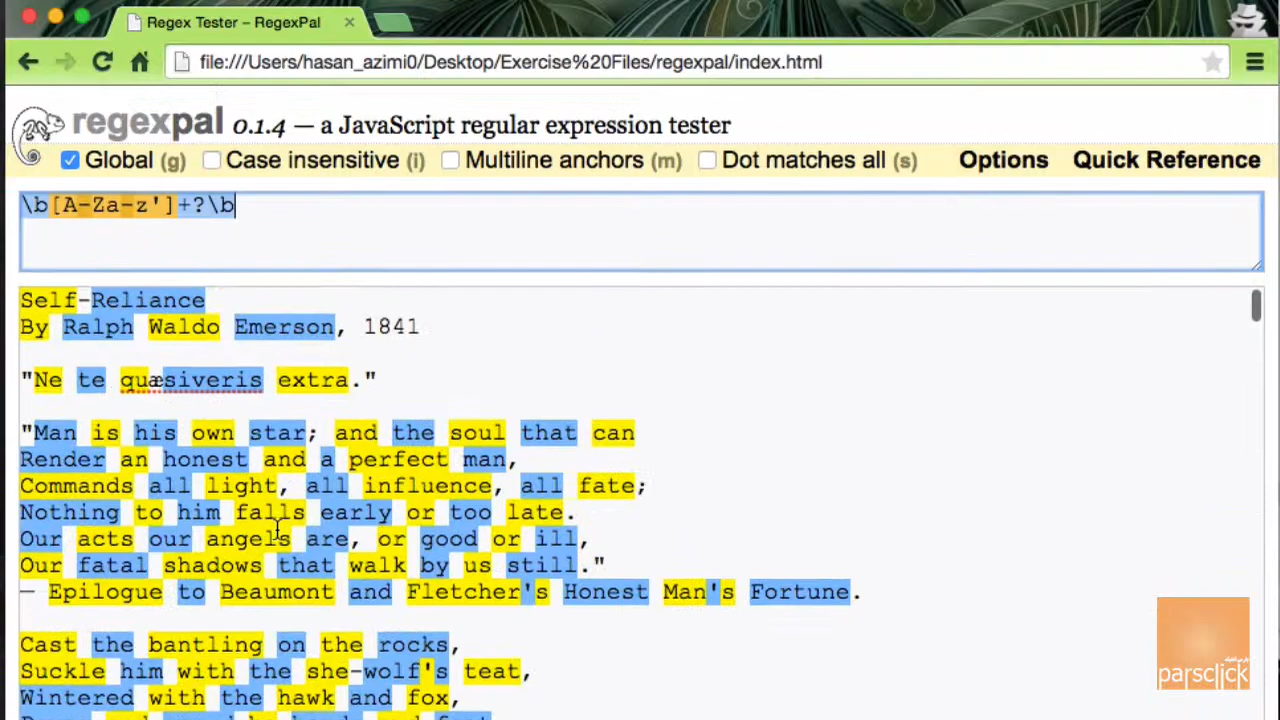 Regex Tester – RegexPal
file:///Users/hasan_azimi0/Desktop/Exercise%20Files/regexpal/index.html
regexpal 0.1.4 — a JavaScript regular expression tester
Global (g) Case insensitive (i) Multiline anchors (m) Dot matches all (s) Options Quick Reference
\b[A-Za-z']+?\b
Self-Reliance
By Ralph Waldo Emerson, 1841
"Ne te quæsiveris extra."
"Man is his own star; and the soul that can
Render an honest and a perfect man,
Commands all light, all influence, all fate;
Nothing to him falls early or too late.
Our acts our angels are, or good or ill,
Our fatal shadows that walk by us still."
— Epilogue to Beaumont and Fletcher's Honest Man's Fortune.
Cast the bantling on the rocks,
Suckle him with the she-wolf's teat,
Wintered with the hawk and fox,
parsclick